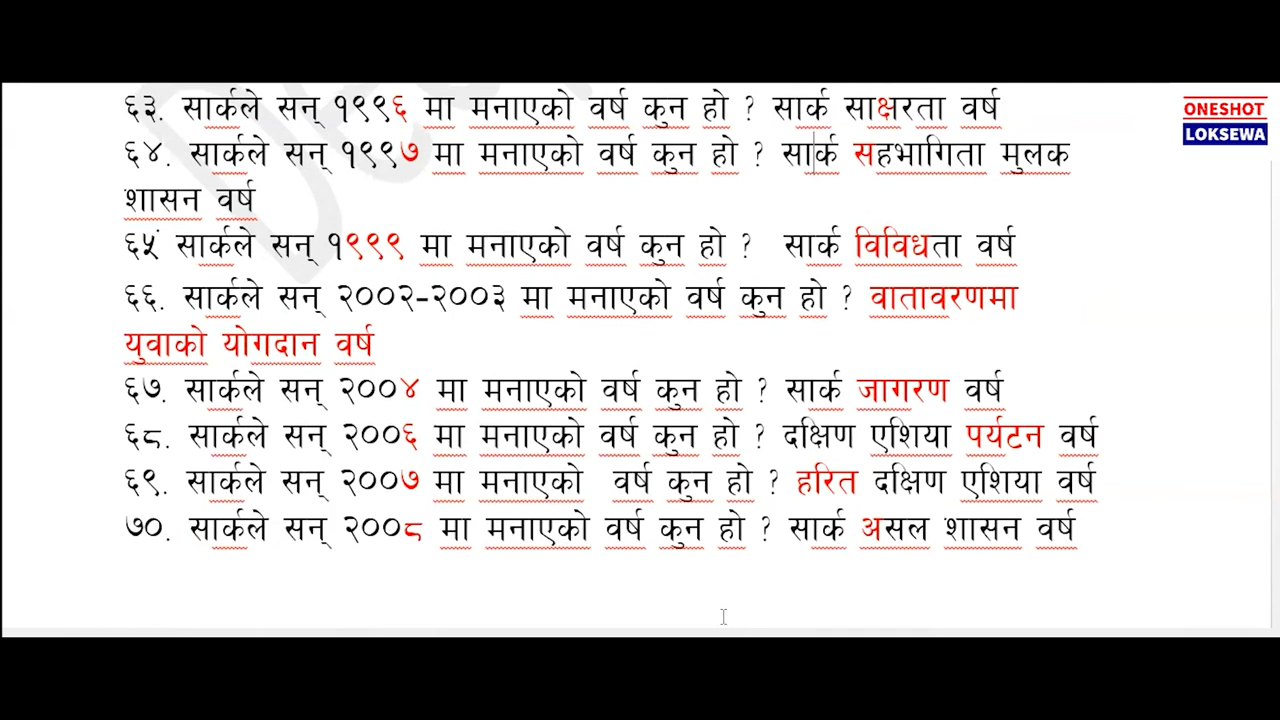 ६३. सार्कले सन् १९९६ मा मनाएको वर्ष कुन हो ? सार्क साक्षरता वर्ष
ONESHOT
LOKSEWA
६४. सार्कले सन् १९९७ मा मनाएको वर्ष कुन हो ? सार्क सहभागिता मुलक
शासन वर्ष
६५ं सार्कले सन् १९९९ मा मनाएको वर्ष कुन हो ? सार्क विविधता वर्ष
६६. सार्कले सन् २००२-२००३ मा मनाएको वर्ष कुन हो ? वातावरणमा
युवाको योगदान वर्ष
६७. सार्कले सन् २००४ मा मनाएको वर्ष कुन हो ? सार्क जागरण वर्ष
६८. सार्कले सन् २००६ मा मनाएको वर्ष कुन हो ? दक्षिण एशिया पर्यटन वर्ष
६९. सार्कले सन् २००७ मा मनाएको वर्ष कुन हो ? हरित दक्षिण एशिया वर्ष
७०. सार्कले सन् २००८ मा मनाएको वर्ष कुन हो ? सार्क असल शासन वर्ष